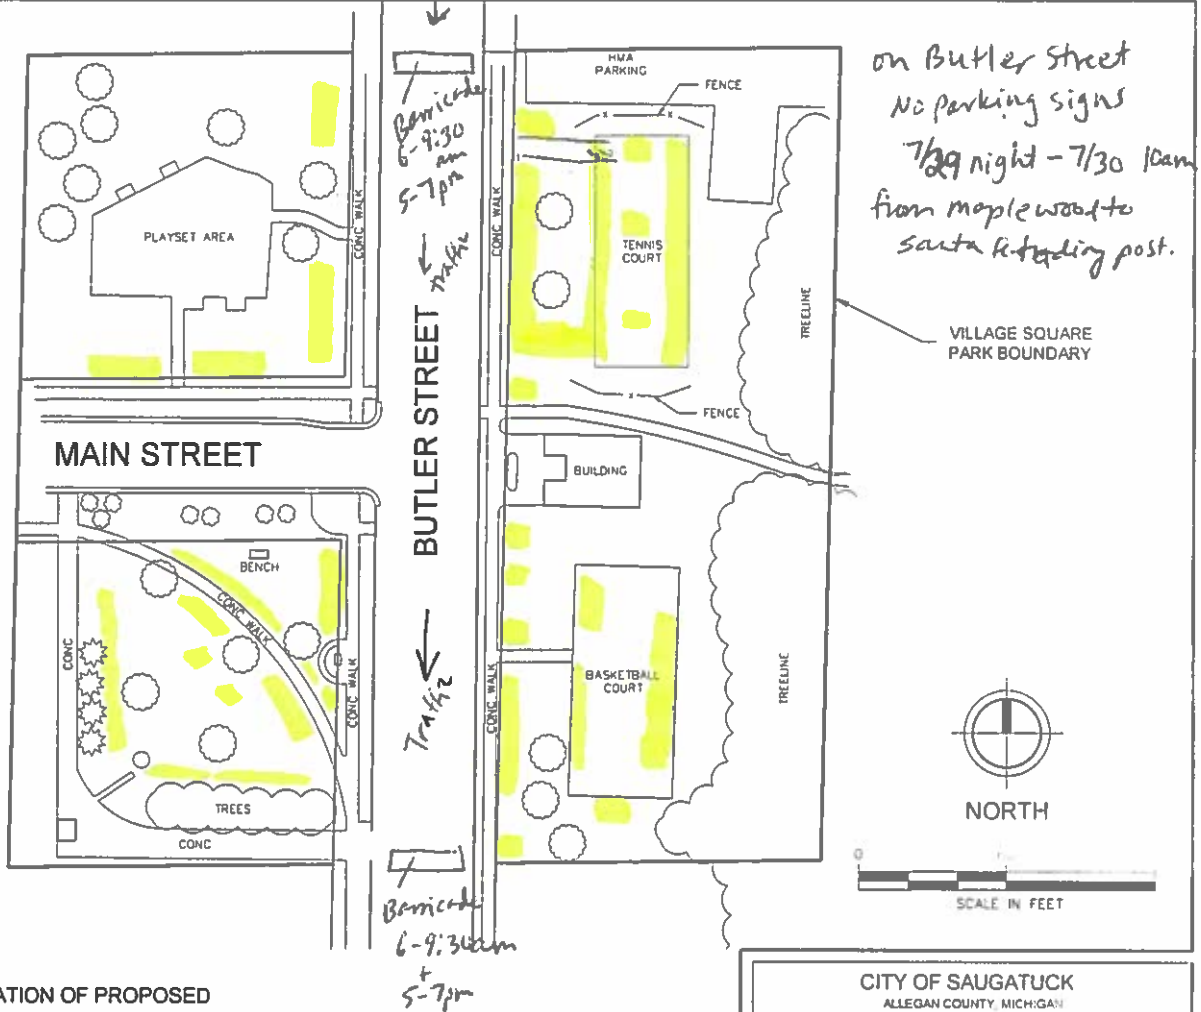 HMA
PARKING
FENCE
on Butler Street
No parking signs
7/29 night - 7/30 10am
from maplewood to
santa fe trading post.
Barricade
6-9:30
am
5-7pm
Traffic
CONC WALK
PLAYSET AREA
CONC WALK
TENNIS
COURT
TREELINE
VILLAGE SQUARE
PARK BOUNDARY
BUTLER STREET
FENCE
MAIN STREET
BUILDING
BENCH
CONC WALK
CONC
CONC WALK
Traffic
CONC WALK
BASKETBALL
COURT
TREELINE
NORTH
TREES
CONC
0
SCALE IN FEET
Barricade
6-9:30am
+
5-7pm
ATION OF PROPOSED
CITY OF SAUGATUCK
ALLEGAN COUNTY, MICHIGAN